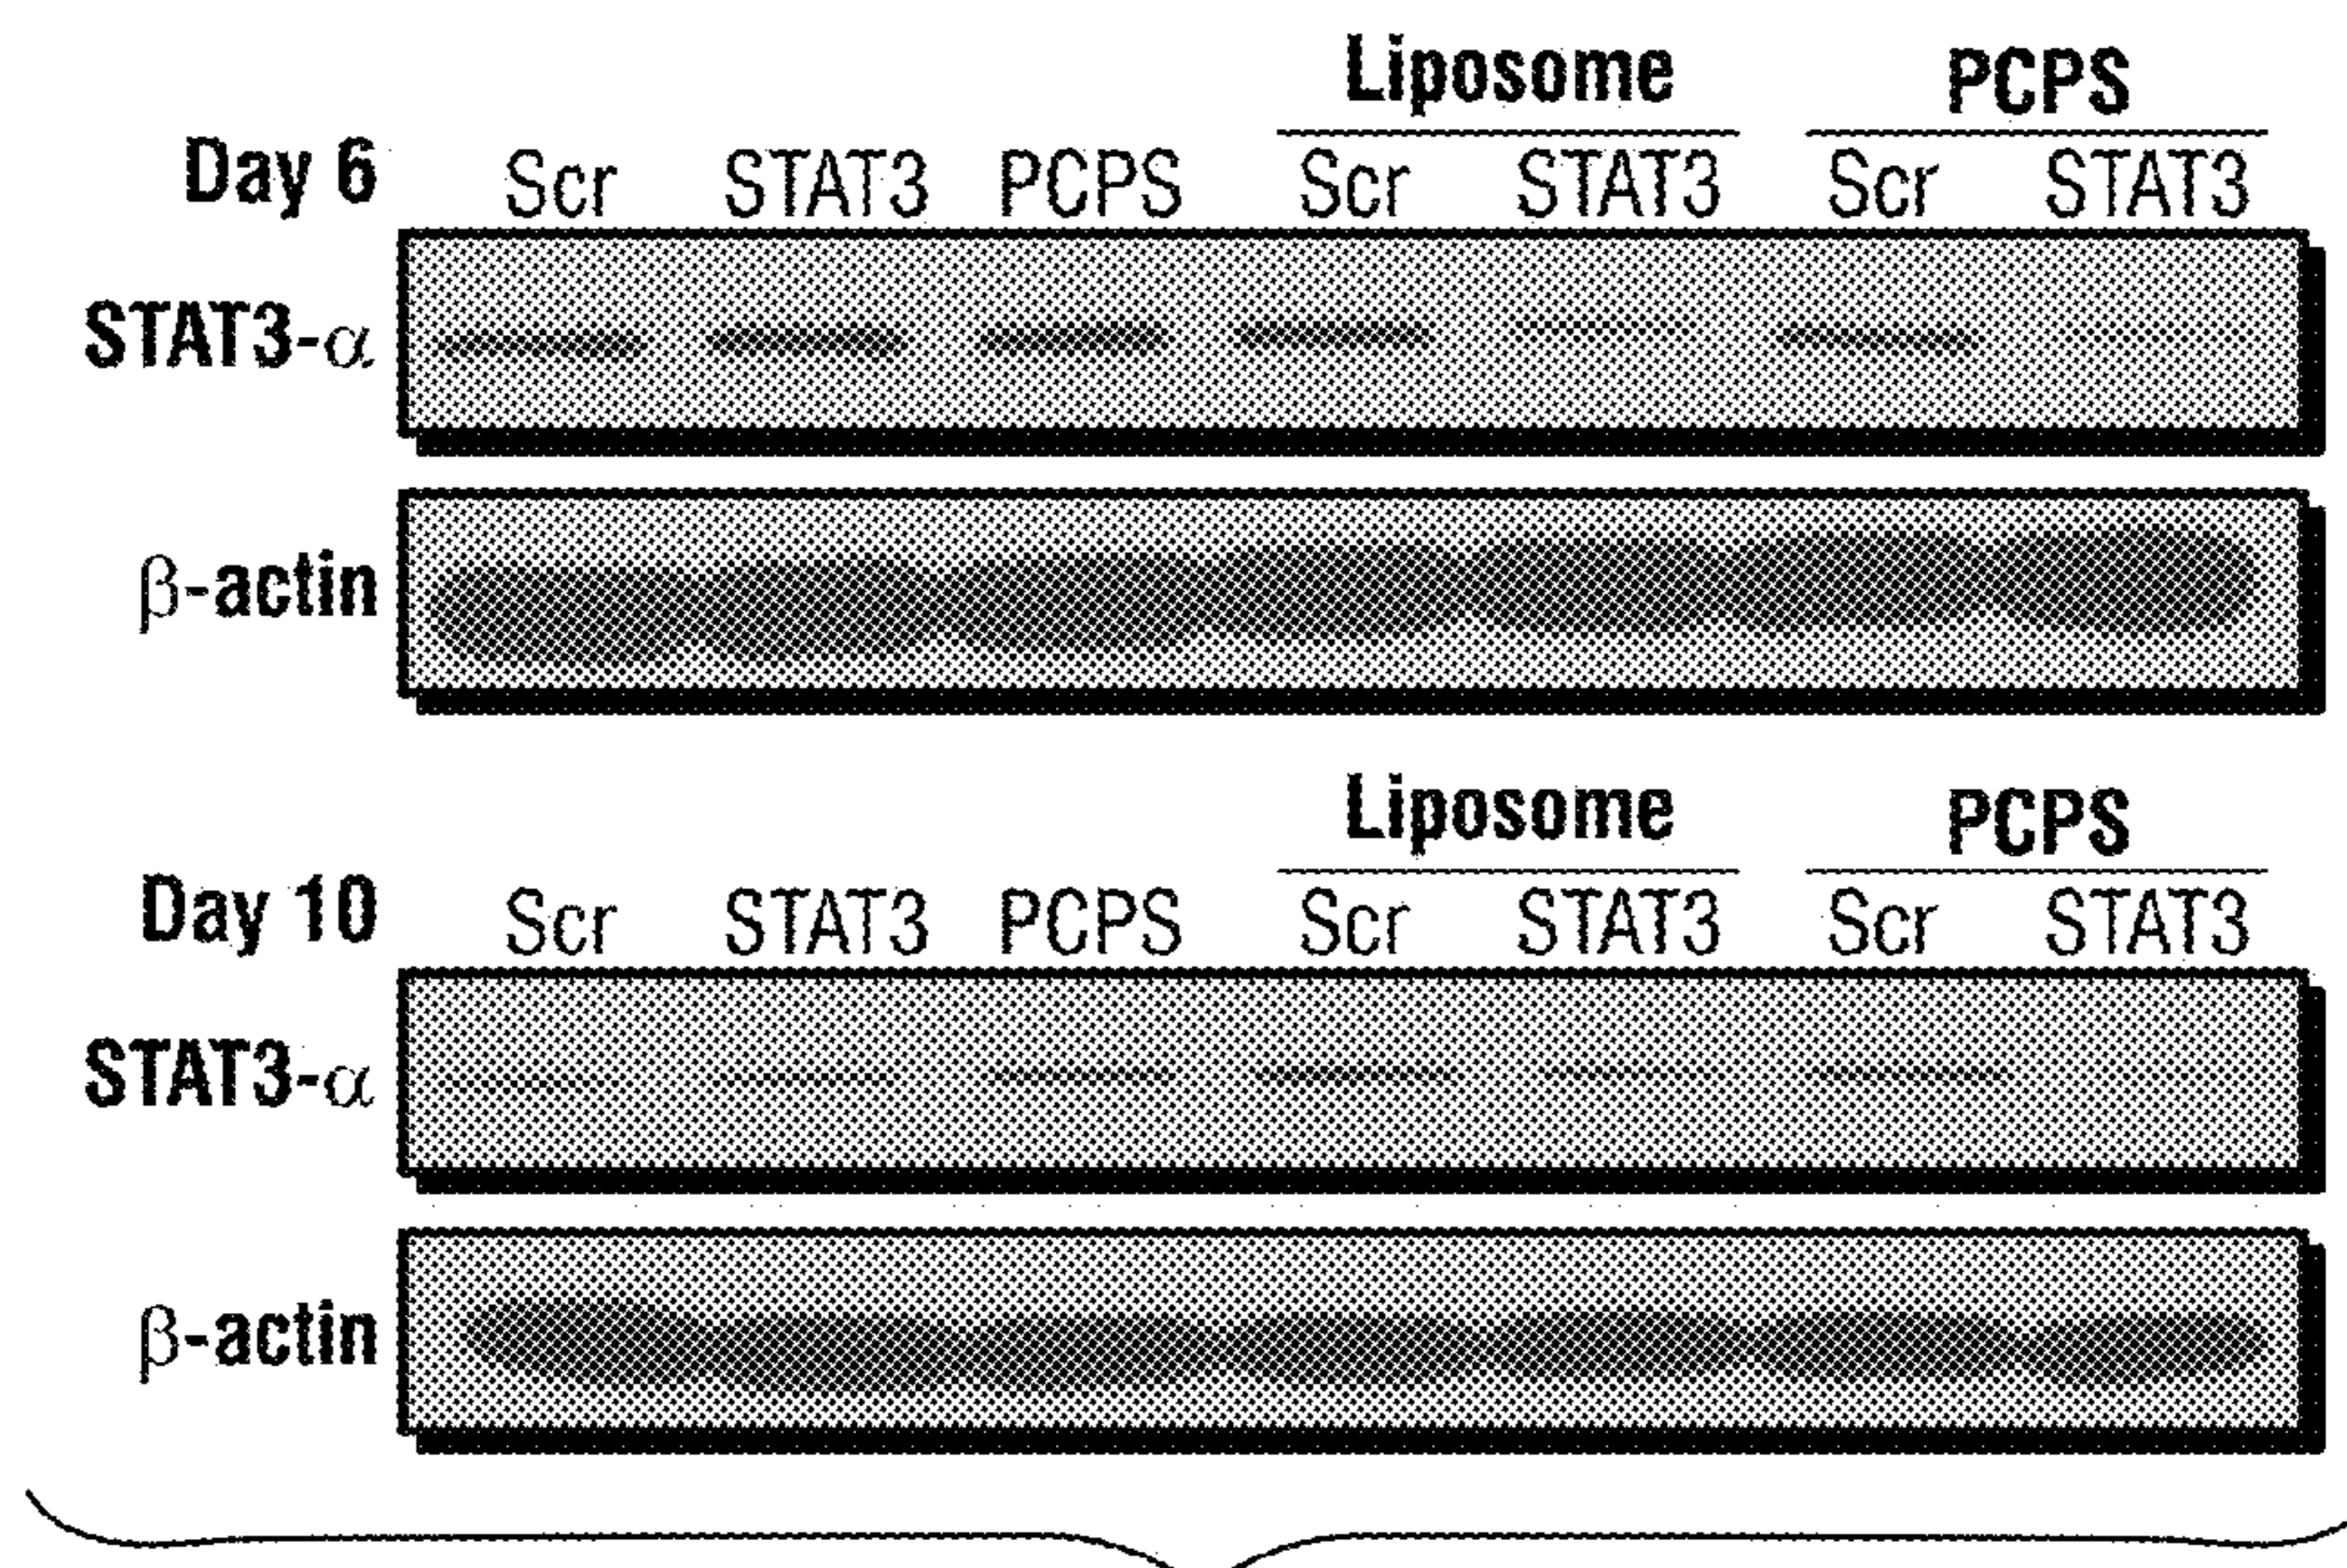 Liposome PCPS
Day 6 Scr STAT3 PCPS Scr STAT3 Scr STAT3
STAT3-α
β-actin
Liposome PCPS
Day 10 Scr STAT3 PCPS Scr STAT3 Scr STAT3
STAT3-α
β-actin